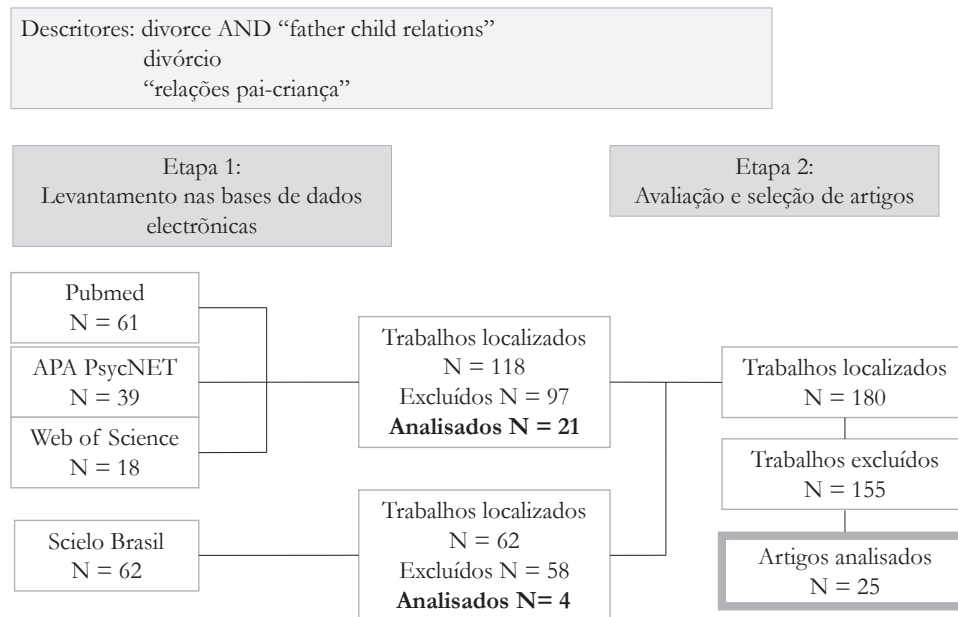 Descritores: divorce AND “father child relations”
divórcio
“relações pai-criança”
Etapa 1:
Levantamento nas bases de dados
electrõnicas
Etapa 2:
Avaliação e seleção de artigos
Pubmed
N = 61
APA PsycNET
N = 39
Web of Science
N = 18
Scielo Brasil
N = 62
Trabalhos localizados
N = 118
Excluídos N = 97
Analisados N = 21
Trabalhos localizados
N = 62
Excluídos N = 58
Analisados N= 4
Trabalhos localizados
N = 180
Trabalhos excluídos
N = 155
Artigos analisados
N = 25